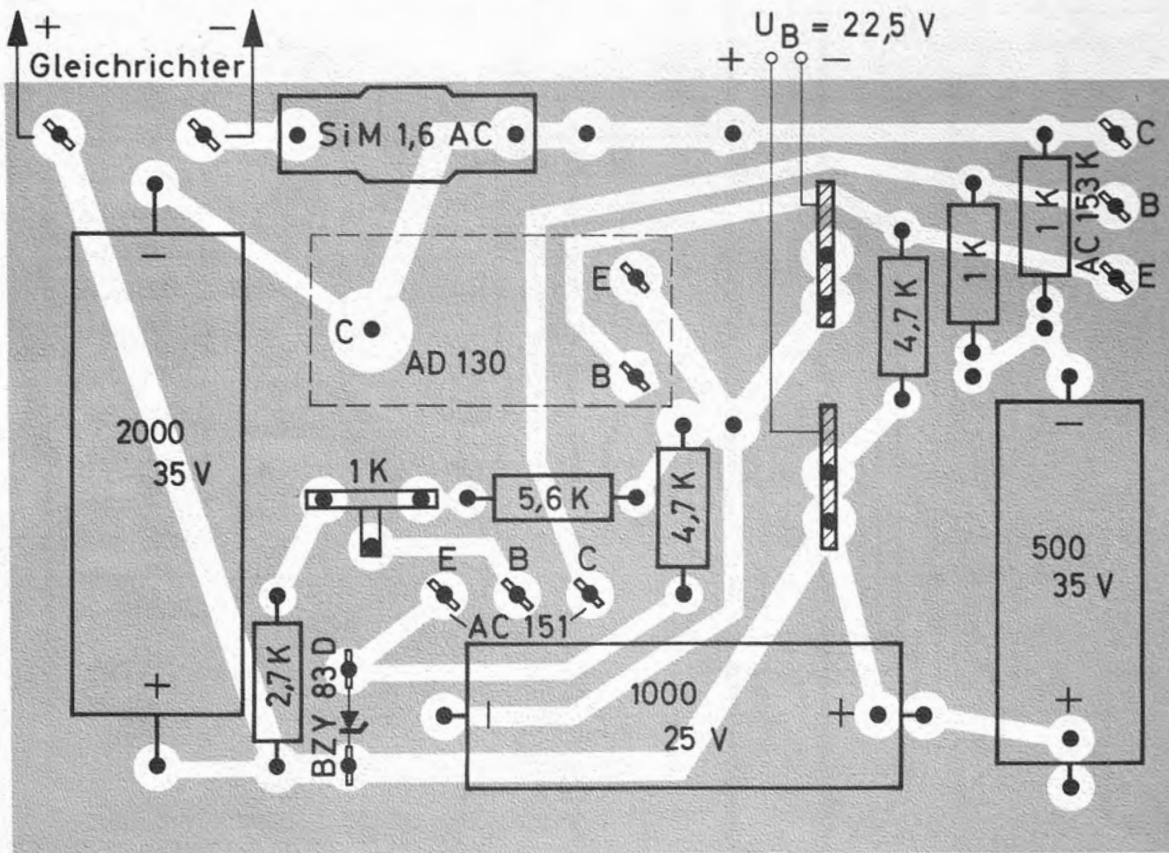 + −
Gleichrichter
U_B = 22,5 V
+ −
SiM 1,6 AC
C
B
E
AC 153 K
1 K
1 K
4,7 K
−
C
AD 130
E
B
2000
35 V
+
1 K
5,6 K
4,7 K
E B C
AC 151
2,7 K
BZY 83 D
−
1000
25 V
+
−
500
35 V
+